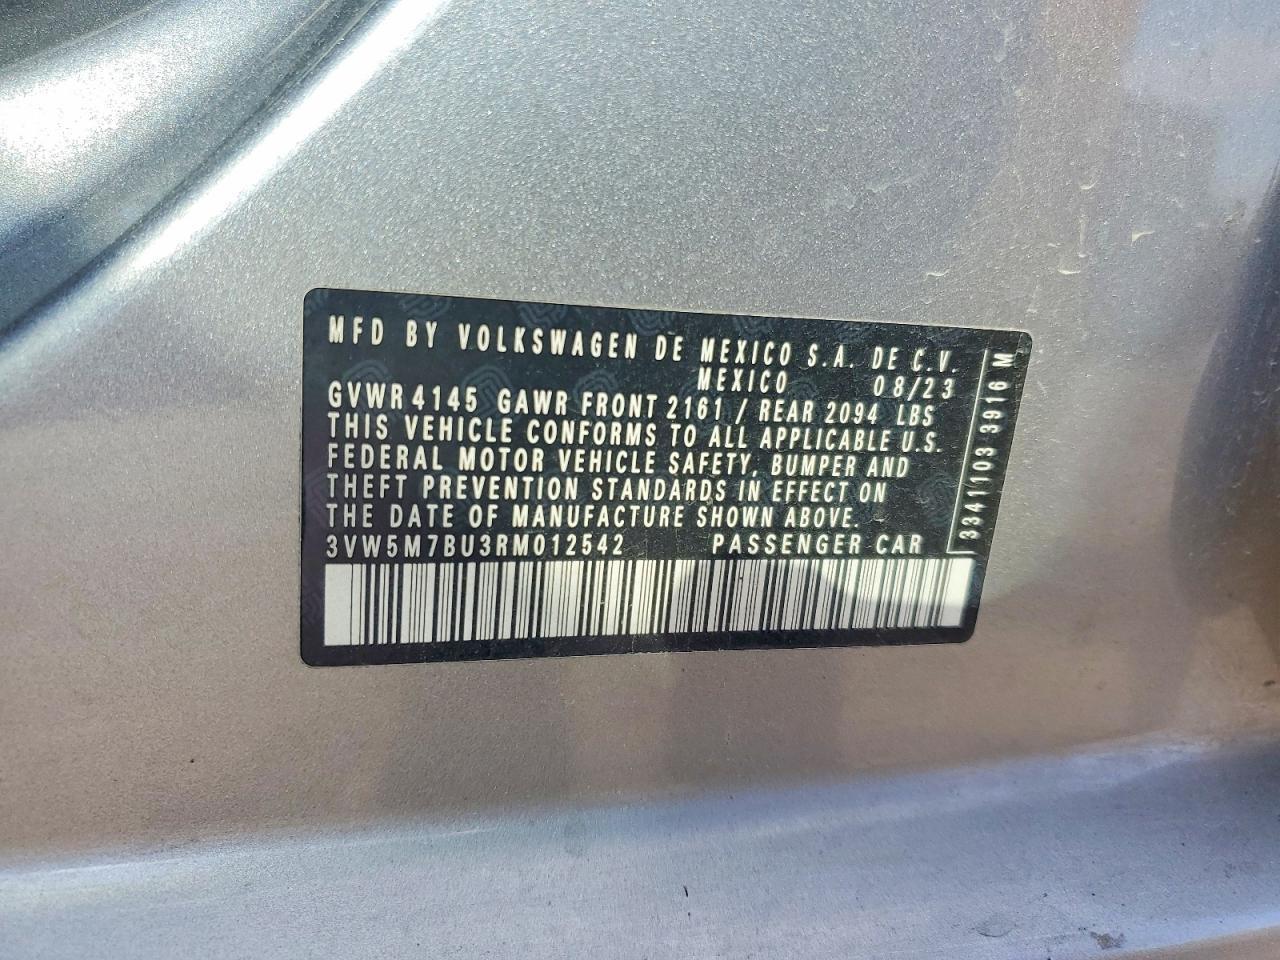 MFD BY VOLKSWAGEN DE MEXICO S.A. DE C.V.
MEXICO 08/23
GVWR 4145 GAWR FRONT 2161 / REAR 2094 LBS
THIS VEHICLE CONFORMS TO ALL APPLICABLE U.S.
FEDERAL MOTOR VEHICLE SAFETY, BUMPER AND
THEFT PREVENTION STANDARDS IN EFFECT ON
THE DATE OF MANUFACTURE SHOWN ABOVE.
3VW5M7BU3RM012542 PASSENGER CAR
3341103 3916 M